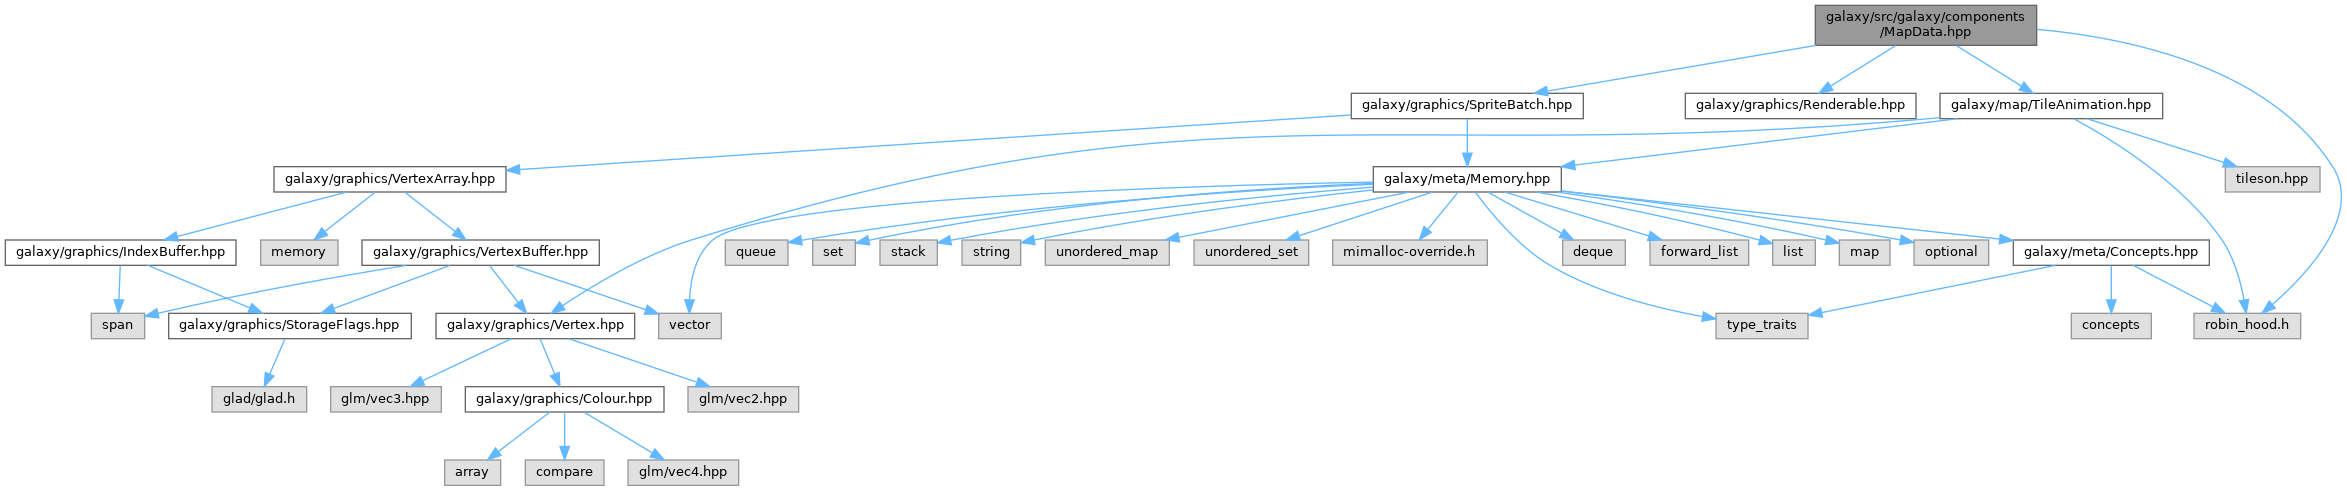 galaxy/src/galaxy/components
/MapData.hpp
galaxy/graphics/SpriteBatch.hpp
galaxy/graphics/Renderable.hpp
galaxy/map/TileAnimation.hpp
galaxy/graphics/VertexArray.hpp
galaxy/meta/Memory.hpp
tileson.hpp
galaxy/graphics/IndexBuffer.hpp
memory
galaxy/graphics/VertexBuffer.hpp
queue
set
stack
string
unordered_map
unordered_set
mimalloc-override.h
deque
forward_list
list
map
optional
galaxy/meta/Concepts.hpp
span
galaxy/graphics/StorageFlags.hpp
galaxy/graphics/Vertex.hpp
vector
type_traits
concepts
robin_hood.h
glad/glad.h
glm/vec3.hpp
galaxy/graphics/Colour.hpp
glm/vec2.hpp
array
compare
glm/vec4.hpp